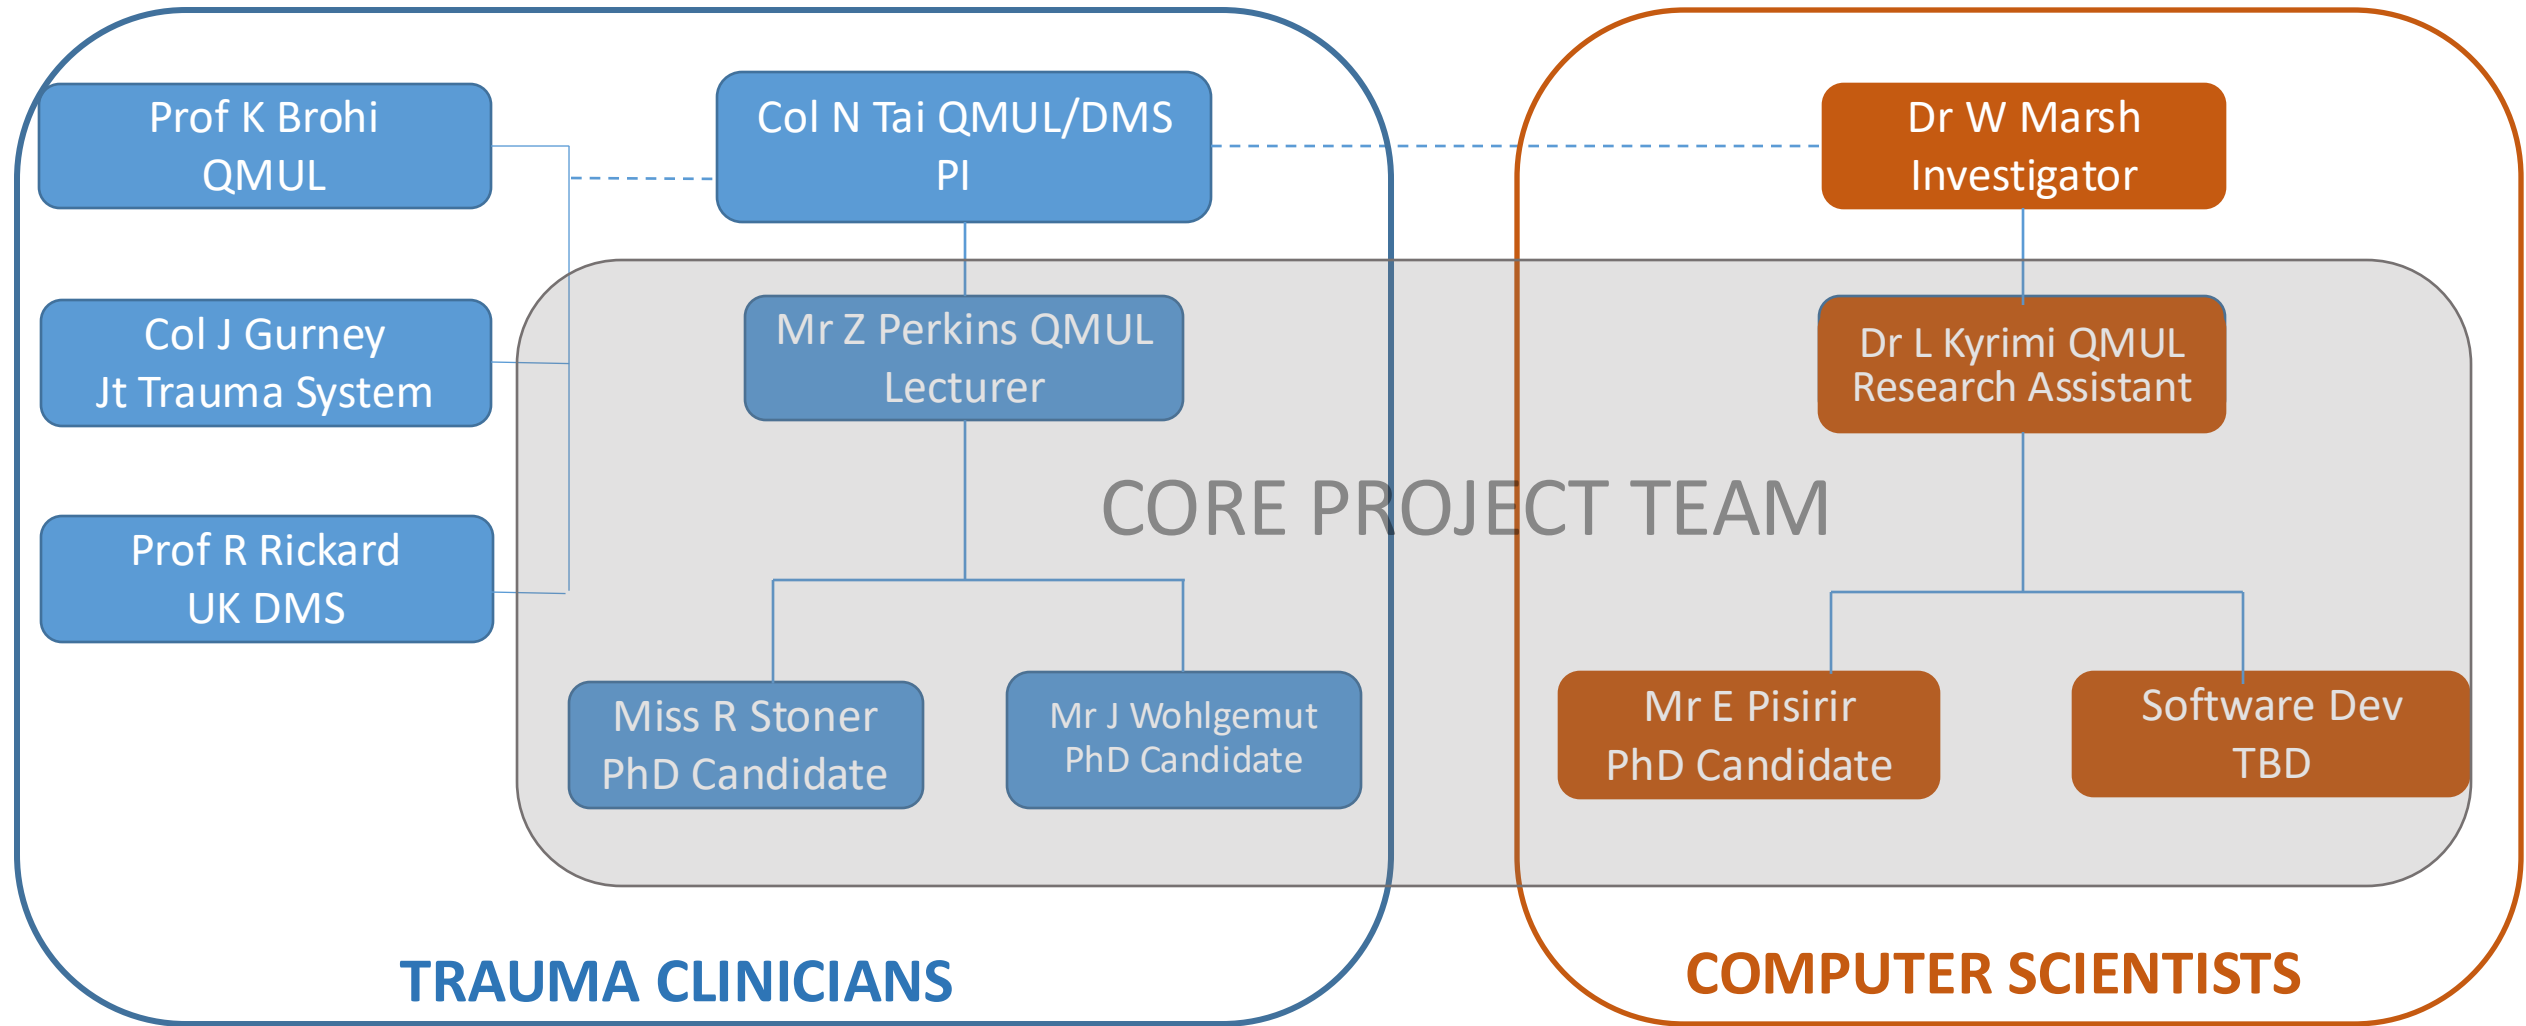 Prof K Brohi
QMUL
Col N Tai QMUL/DMS
PI
Dr W Marsh
Investigator
Col J Gurney
Jt Trauma System
Mr Z Perkins QMUL
Lecturer
Dr L Kyrimi QMUL
Research Assistant
CORE PROJECT TEAM
Prof R Rickard
UK DMS
Miss R Stoner
PhD Candidate
Mr J Wohlgemut
PhD Candidate
Mr E Pisirir
PhD Candidate
Software Dev
TBD
TRAUMA CLINICIANS
COMPUTER SCIENTISTS